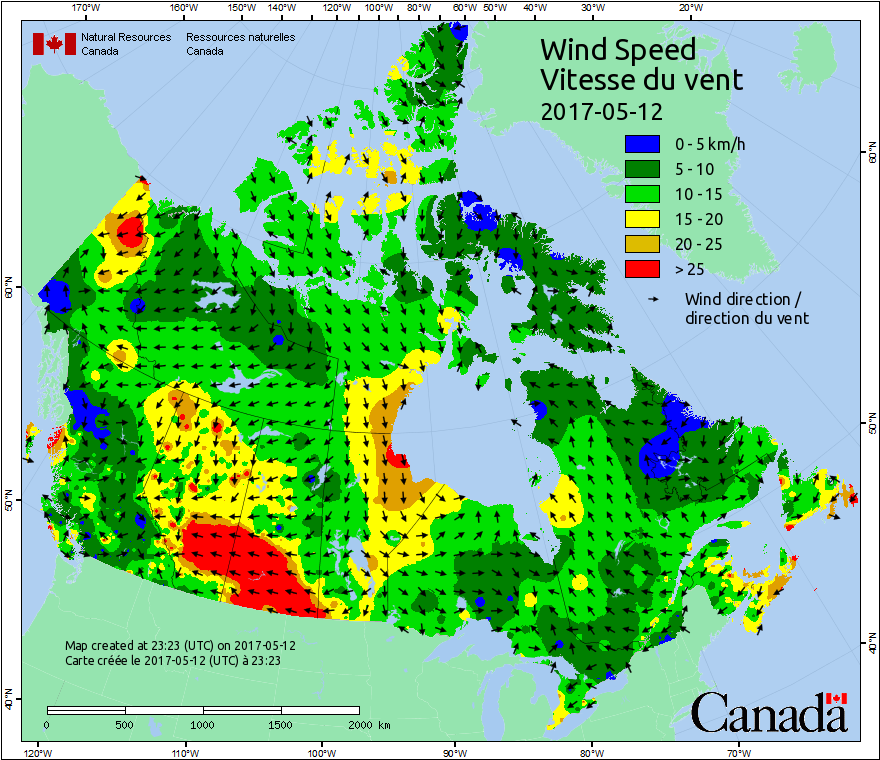 170°W 160°W 150°W 140°W 130°W 120°W 110°W 100°W 90°W 80°W 70°W 60°W 50°W 40°W 30°W 20°W
Natural Resources Canada
Ressources naturelles Canada
Wind Speed
Vitesse du vent
2017-05-12
0 - 5 km/h
5 - 10
10 - 15
15 - 20
20 - 25
> 25
Wind direction /
direction du vent
60°N
50°N
40°N
60°N
50°N
40°N
Map created at 23:23 (UTC) on 2017-05-12
Carte créée le 2017-05-12 (UTC) à 23:23
0 500 1000 1500 2000 km
Canada
120°W 110°W 100°W 90°W 80°W 70°W